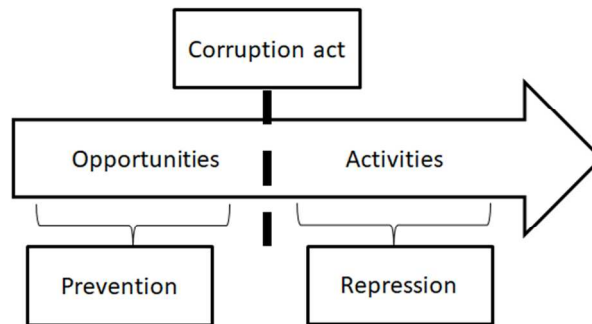 Corruption act
Opportunities
Activities
Prevention
Repression